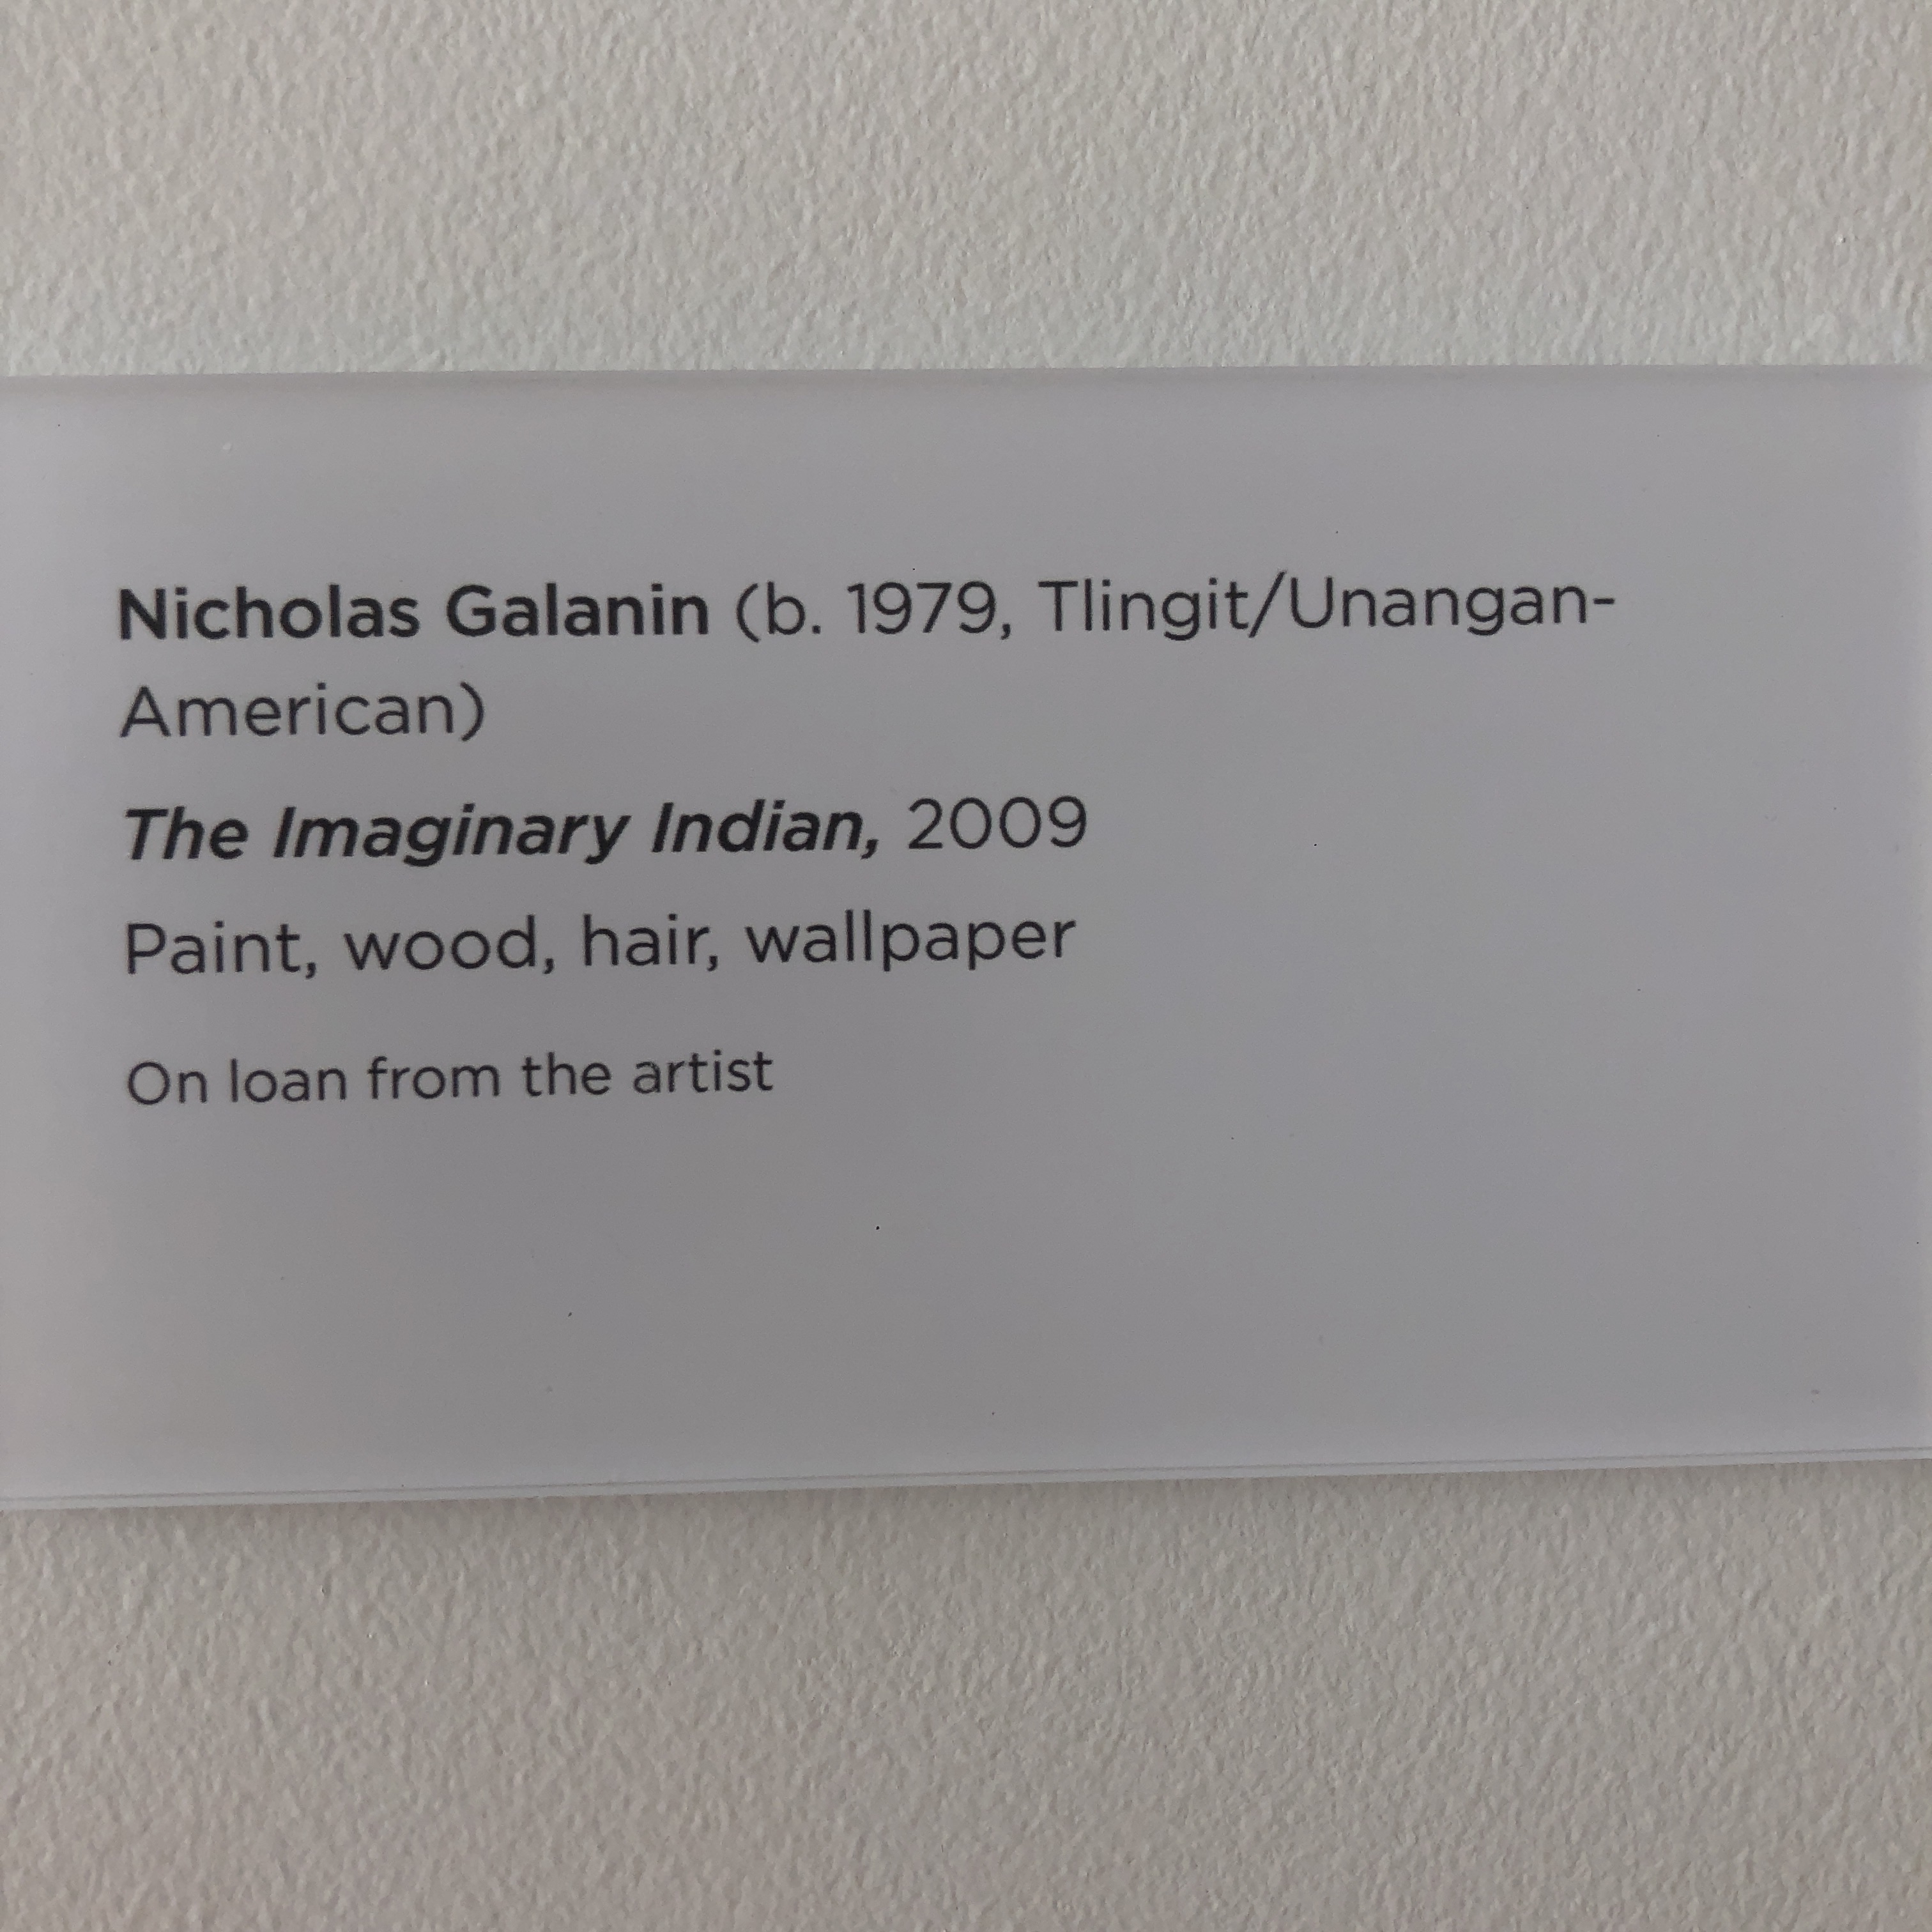 Nicholas Galanin (b. 1979, Tlingit/Unangan-
American)
The Imaginary Indian, 2009
Paint, wood, hair, wallpaper
On loan from the artist